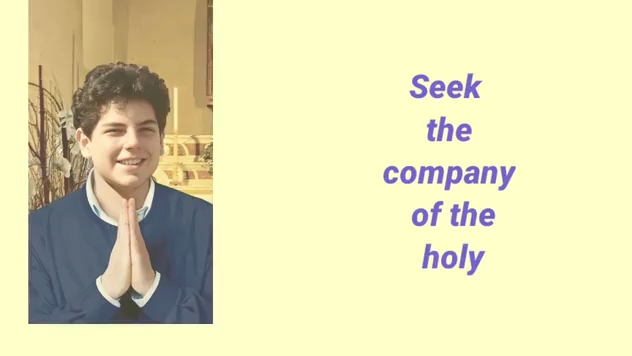 Seek
the
company
of the
holy